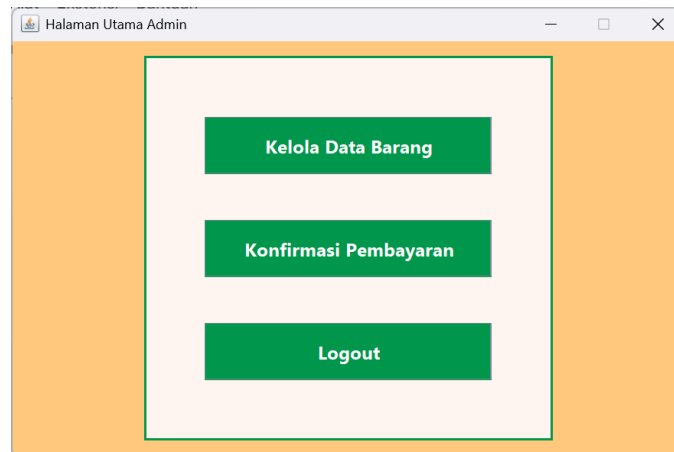 Halaman Utama Admin
Kelola Data Barang
Konfirmasi Pembayaran
Logout